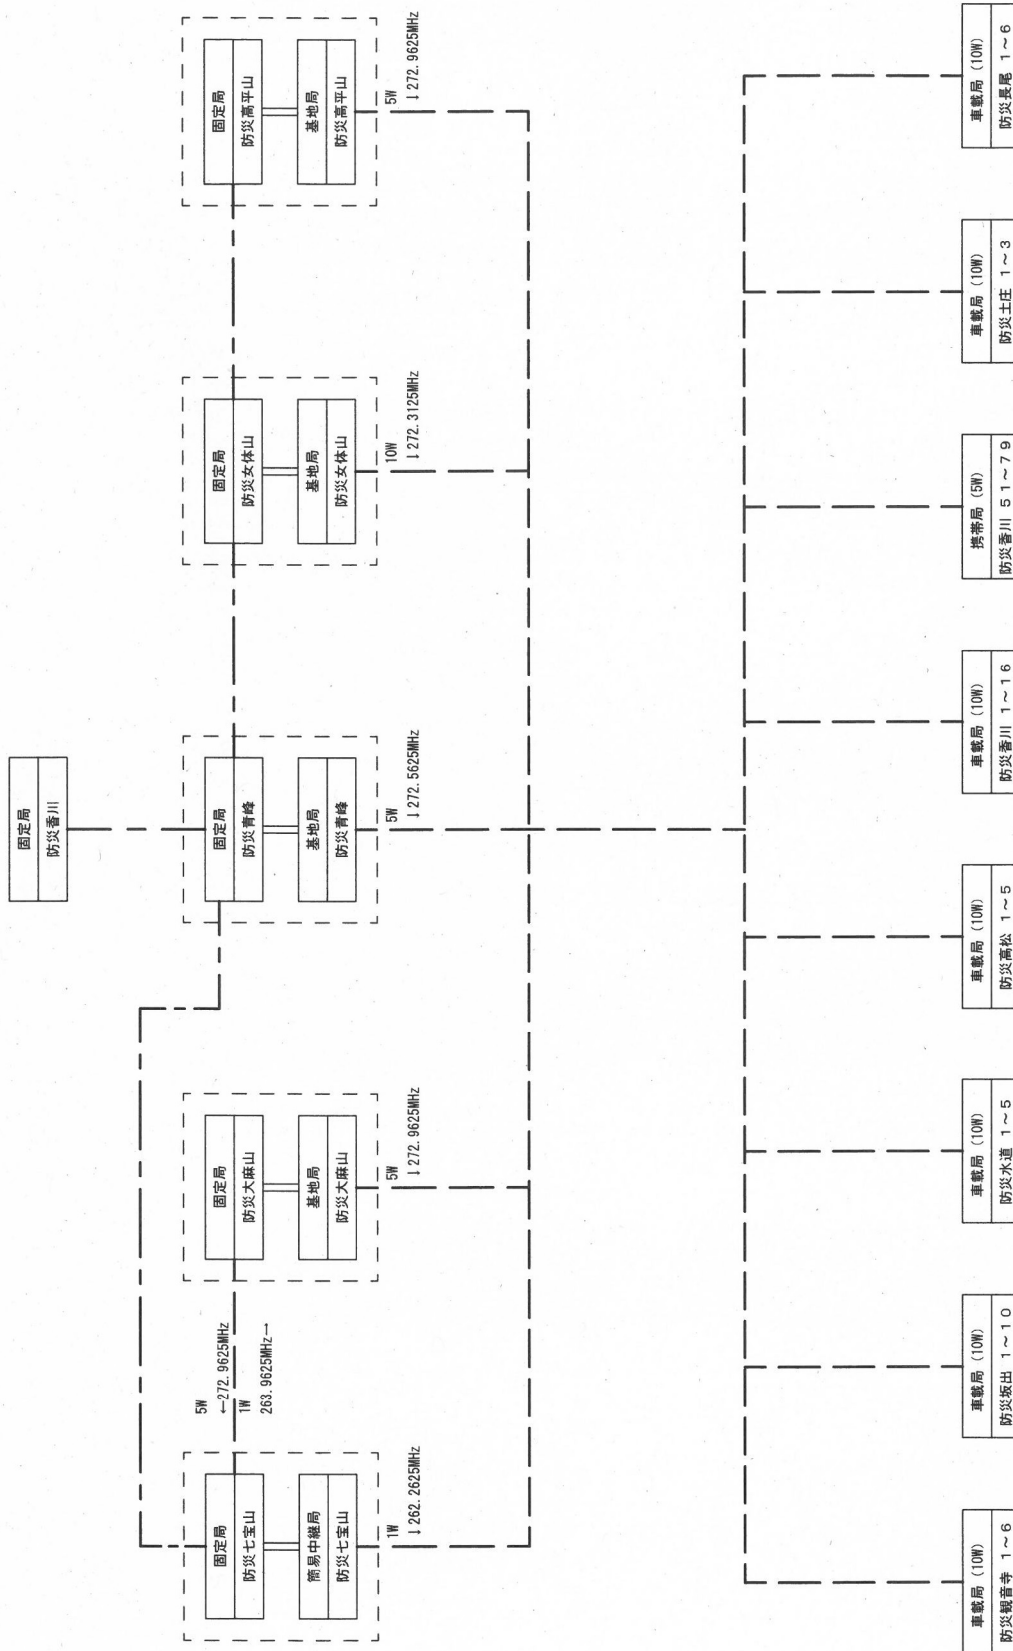 固定局
防災香川
固定局
防災七宝山
簡易中継局
防災七宝山
1W
↓262.2625MHz
5W
←272.9625MHz
1W
263.9625MHz→
固定局
防災大麻山
基地局
防災大麻山
5W
↓272.9625MHz
固定局
防災青峰
基地局
防災青峰
5W
↓272.5625MHz
固定局
防災女体山
基地局
防災女体山
10W
↓272.3125MHz
固定局
防災高平山
基地局
防災高平山
5W
↓272.9625MHz
車載局 (10W)
防災観音寺 1~6
車載局 (10W)
防災坂出 1~10
車載局 (10W)
防災水道 1~5
車載局 (10W)
防災高松 1~5
車載局 (10W)
防災香川 1~16
携帯局 (5W)
防災香川 51~79
車載局 (10W)
防災土庄 1~3
車載局 (10W)
防災長尾 1~6